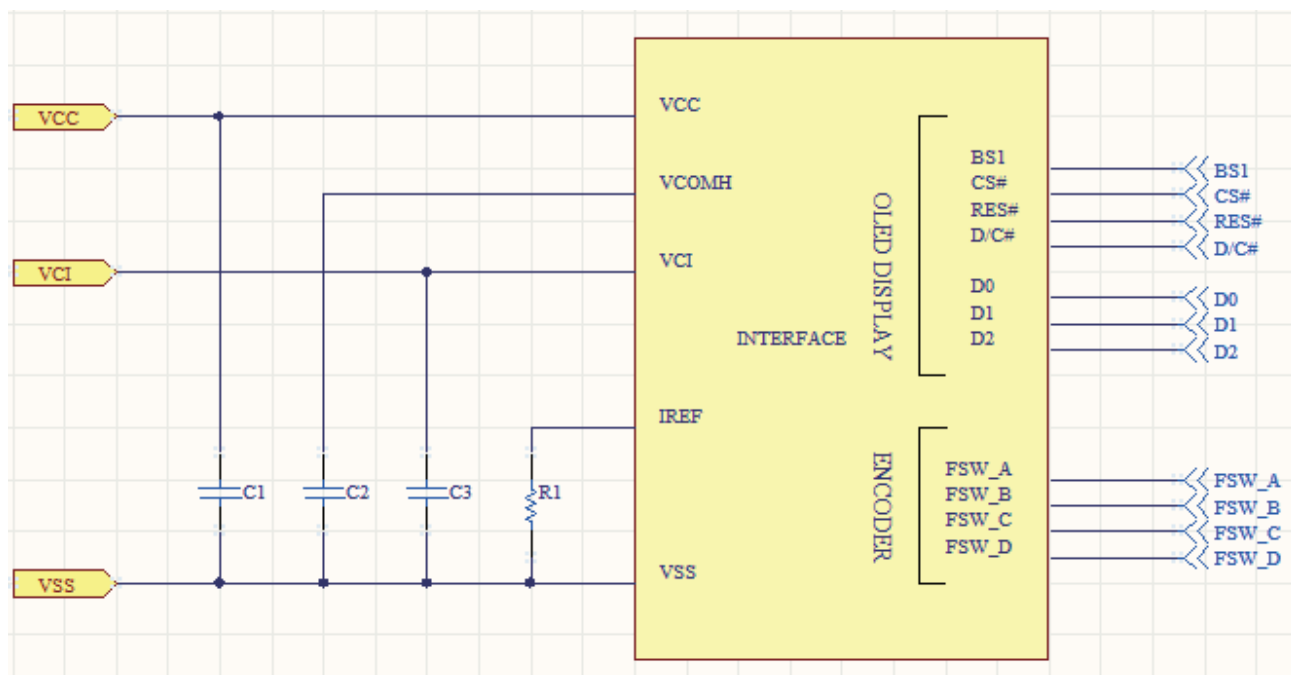 VCC
VCI
VSS
C1
C2
C3
R1
VCC
VCOMH
VCI
INTERFACE
IREF
VSS
OLED DISPLAY
BS1
CS#
RES#
D/C#
D0
D1
D2
ENCODER
FSW_A
FSW_B
FSW_C
FSW_D
BS1
CS#
RES#
D/C#
D0
D1
D2
FSW_A
FSW_B
FSW_C
FSW_D